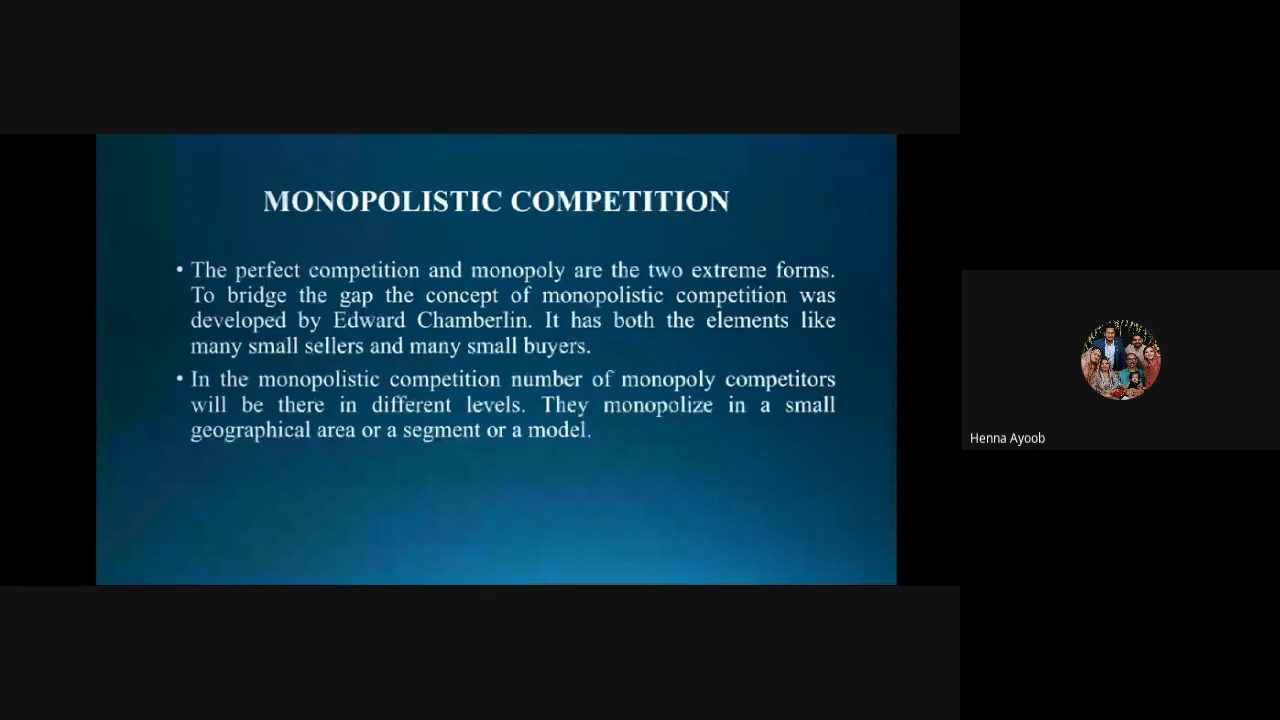 MONOPOLISTIC COMPETITION
• The perfect competition and monopoly are the two extreme forms.
To bridge the gap the concept of monopolistic competition was
developed by Edward Chamberlin. It has both the elements like
many small sellers and many small buyers.
• In the monopolistic competition number of monopoly competitors
will be there in different levels. They monopolize in a small
geographical area or a segment or a model.
Henna Ayoob